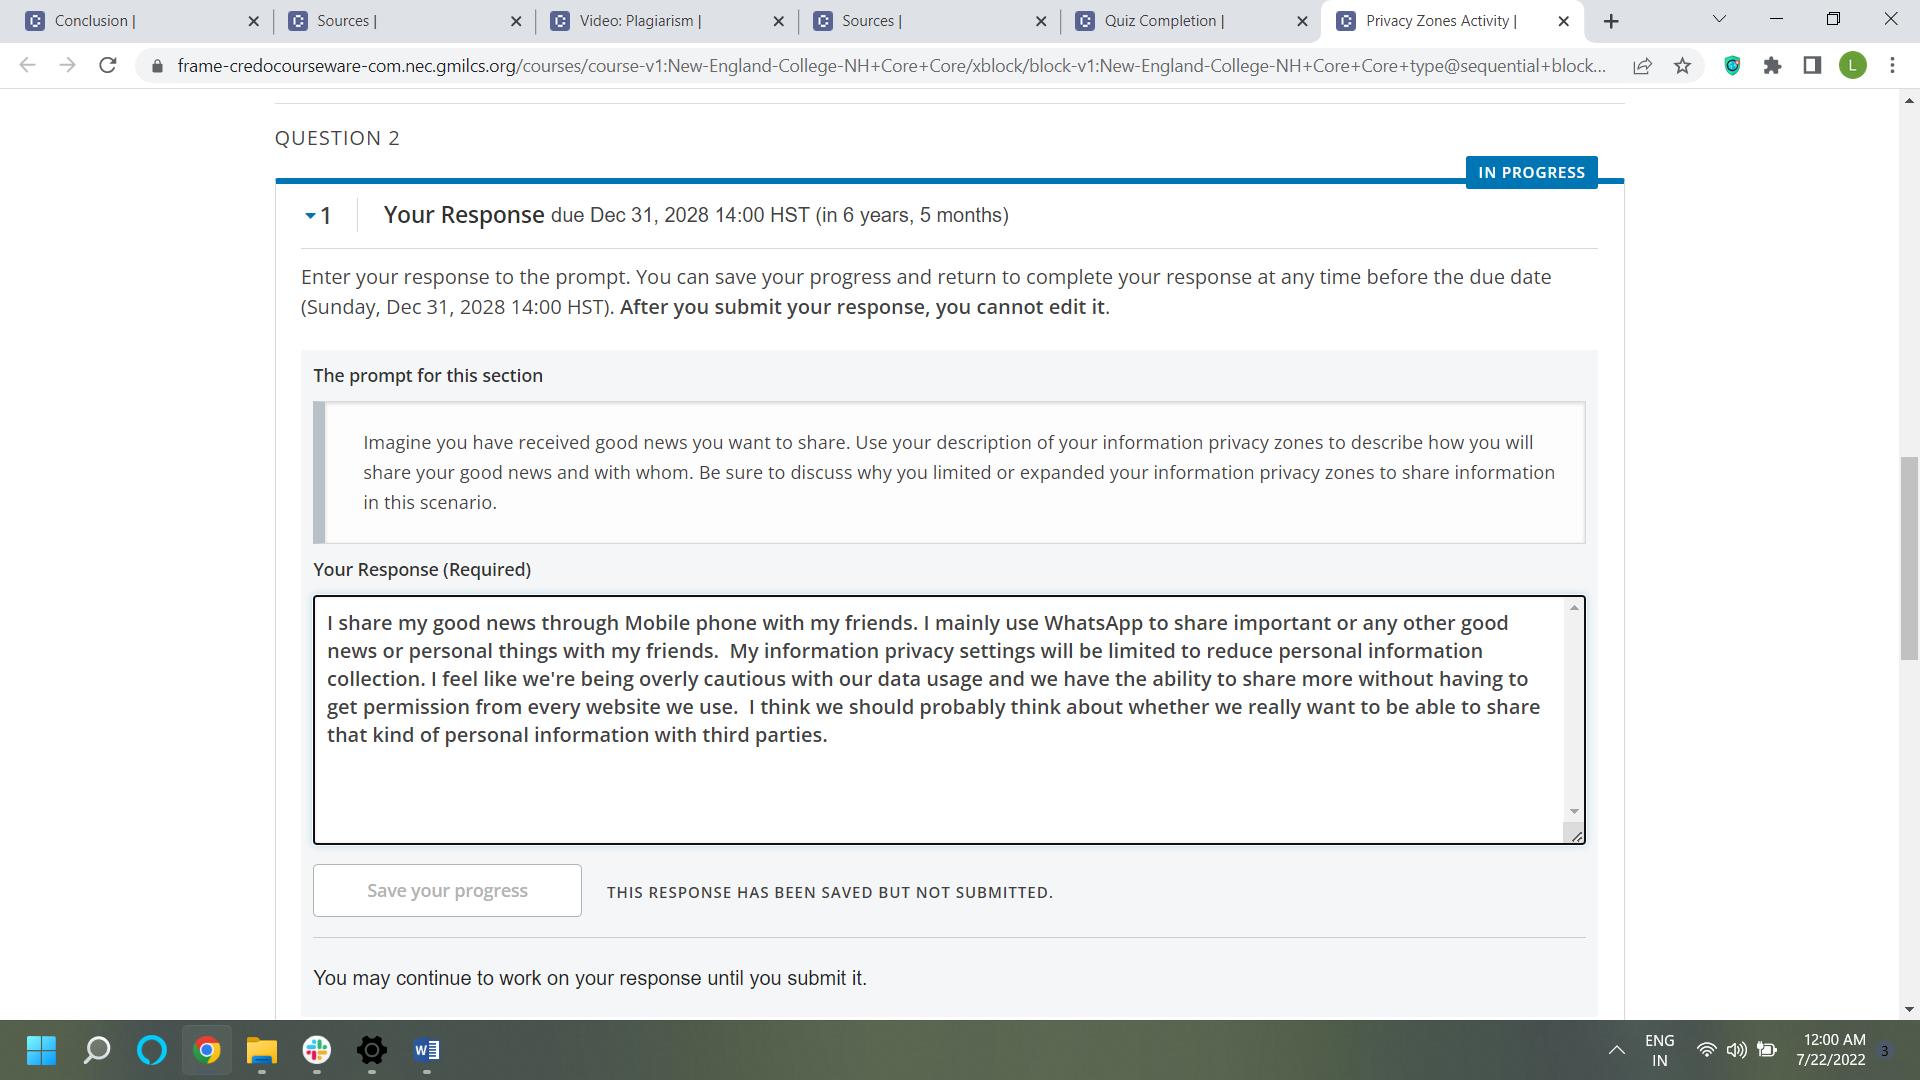 Conclusion |
Sources |
Video: Plagiarism |
Sources |
Quiz Completion |
Privacy Zones Activity |
frame-credocourseware-com.nec.gmilcs.org/courses/course-v1:New-England-College-NH+Core+Core/xblock/block-v1:New-England-College-NH+Core+Core+type@sequential+block...
L
QUESTION 2
IN PROGRESS
1
Your Response due Dec 31, 2028 14:00 HST (in 6 years, 5 months)
Enter your response to the prompt. You can save your progress and return to complete your response at any time before the due date
(Sunday, Dec 31, 2028 14:00 HST). After you submit your response, you cannot edit it.
The prompt for this section
Imagine you have received good news you want to share. Use your description of your information privacy zones to describe how you will
share your good news and with whom. Be sure to discuss why you limited or expanded your information privacy zones to share information
in this scenario.
Your Response (Required)
I share my good news through Mobile phone with my friends. I mainly use WhatsApp to share important or any other good
news or personal things with my friends.  My information privacy settings will be limited to reduce personal information
collection. I feel like we're being overly cautious with our data usage and we have the ability to share more without having to
get permission from every website we use.  I think we should probably think about whether we really want to be able to share
that kind of personal information with third parties.
Save your progress
THIS RESPONSE HAS BEEN SAVED BUT NOT SUBMITTED.
You may continue to work on your response until you submit it.
W
ENG
IN
12:00 AM
7/22/2022
3